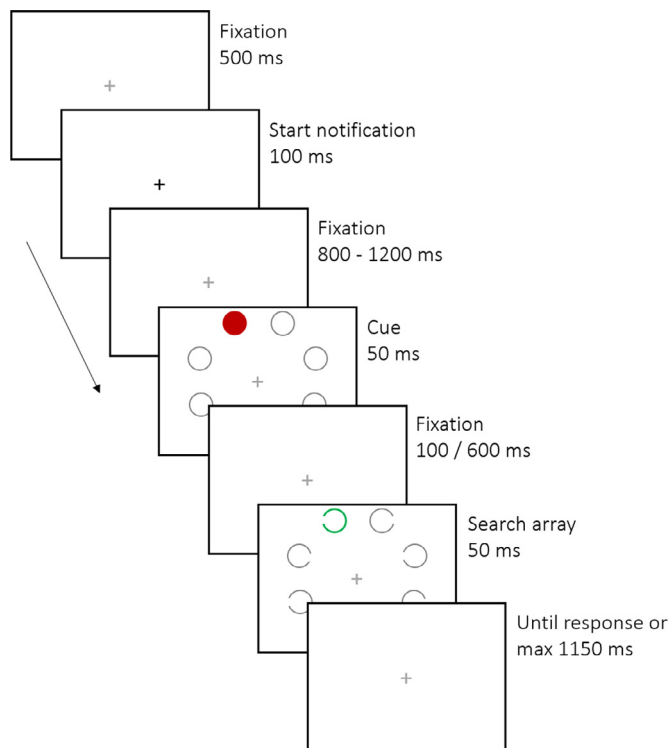 Fixation
500 ms
Start notification
100 ms
Fixation
800 - 1200 ms
Cue
50 ms
Fixation
100 / 600 ms
Search array
50 ms
Until response or
max 1150 ms